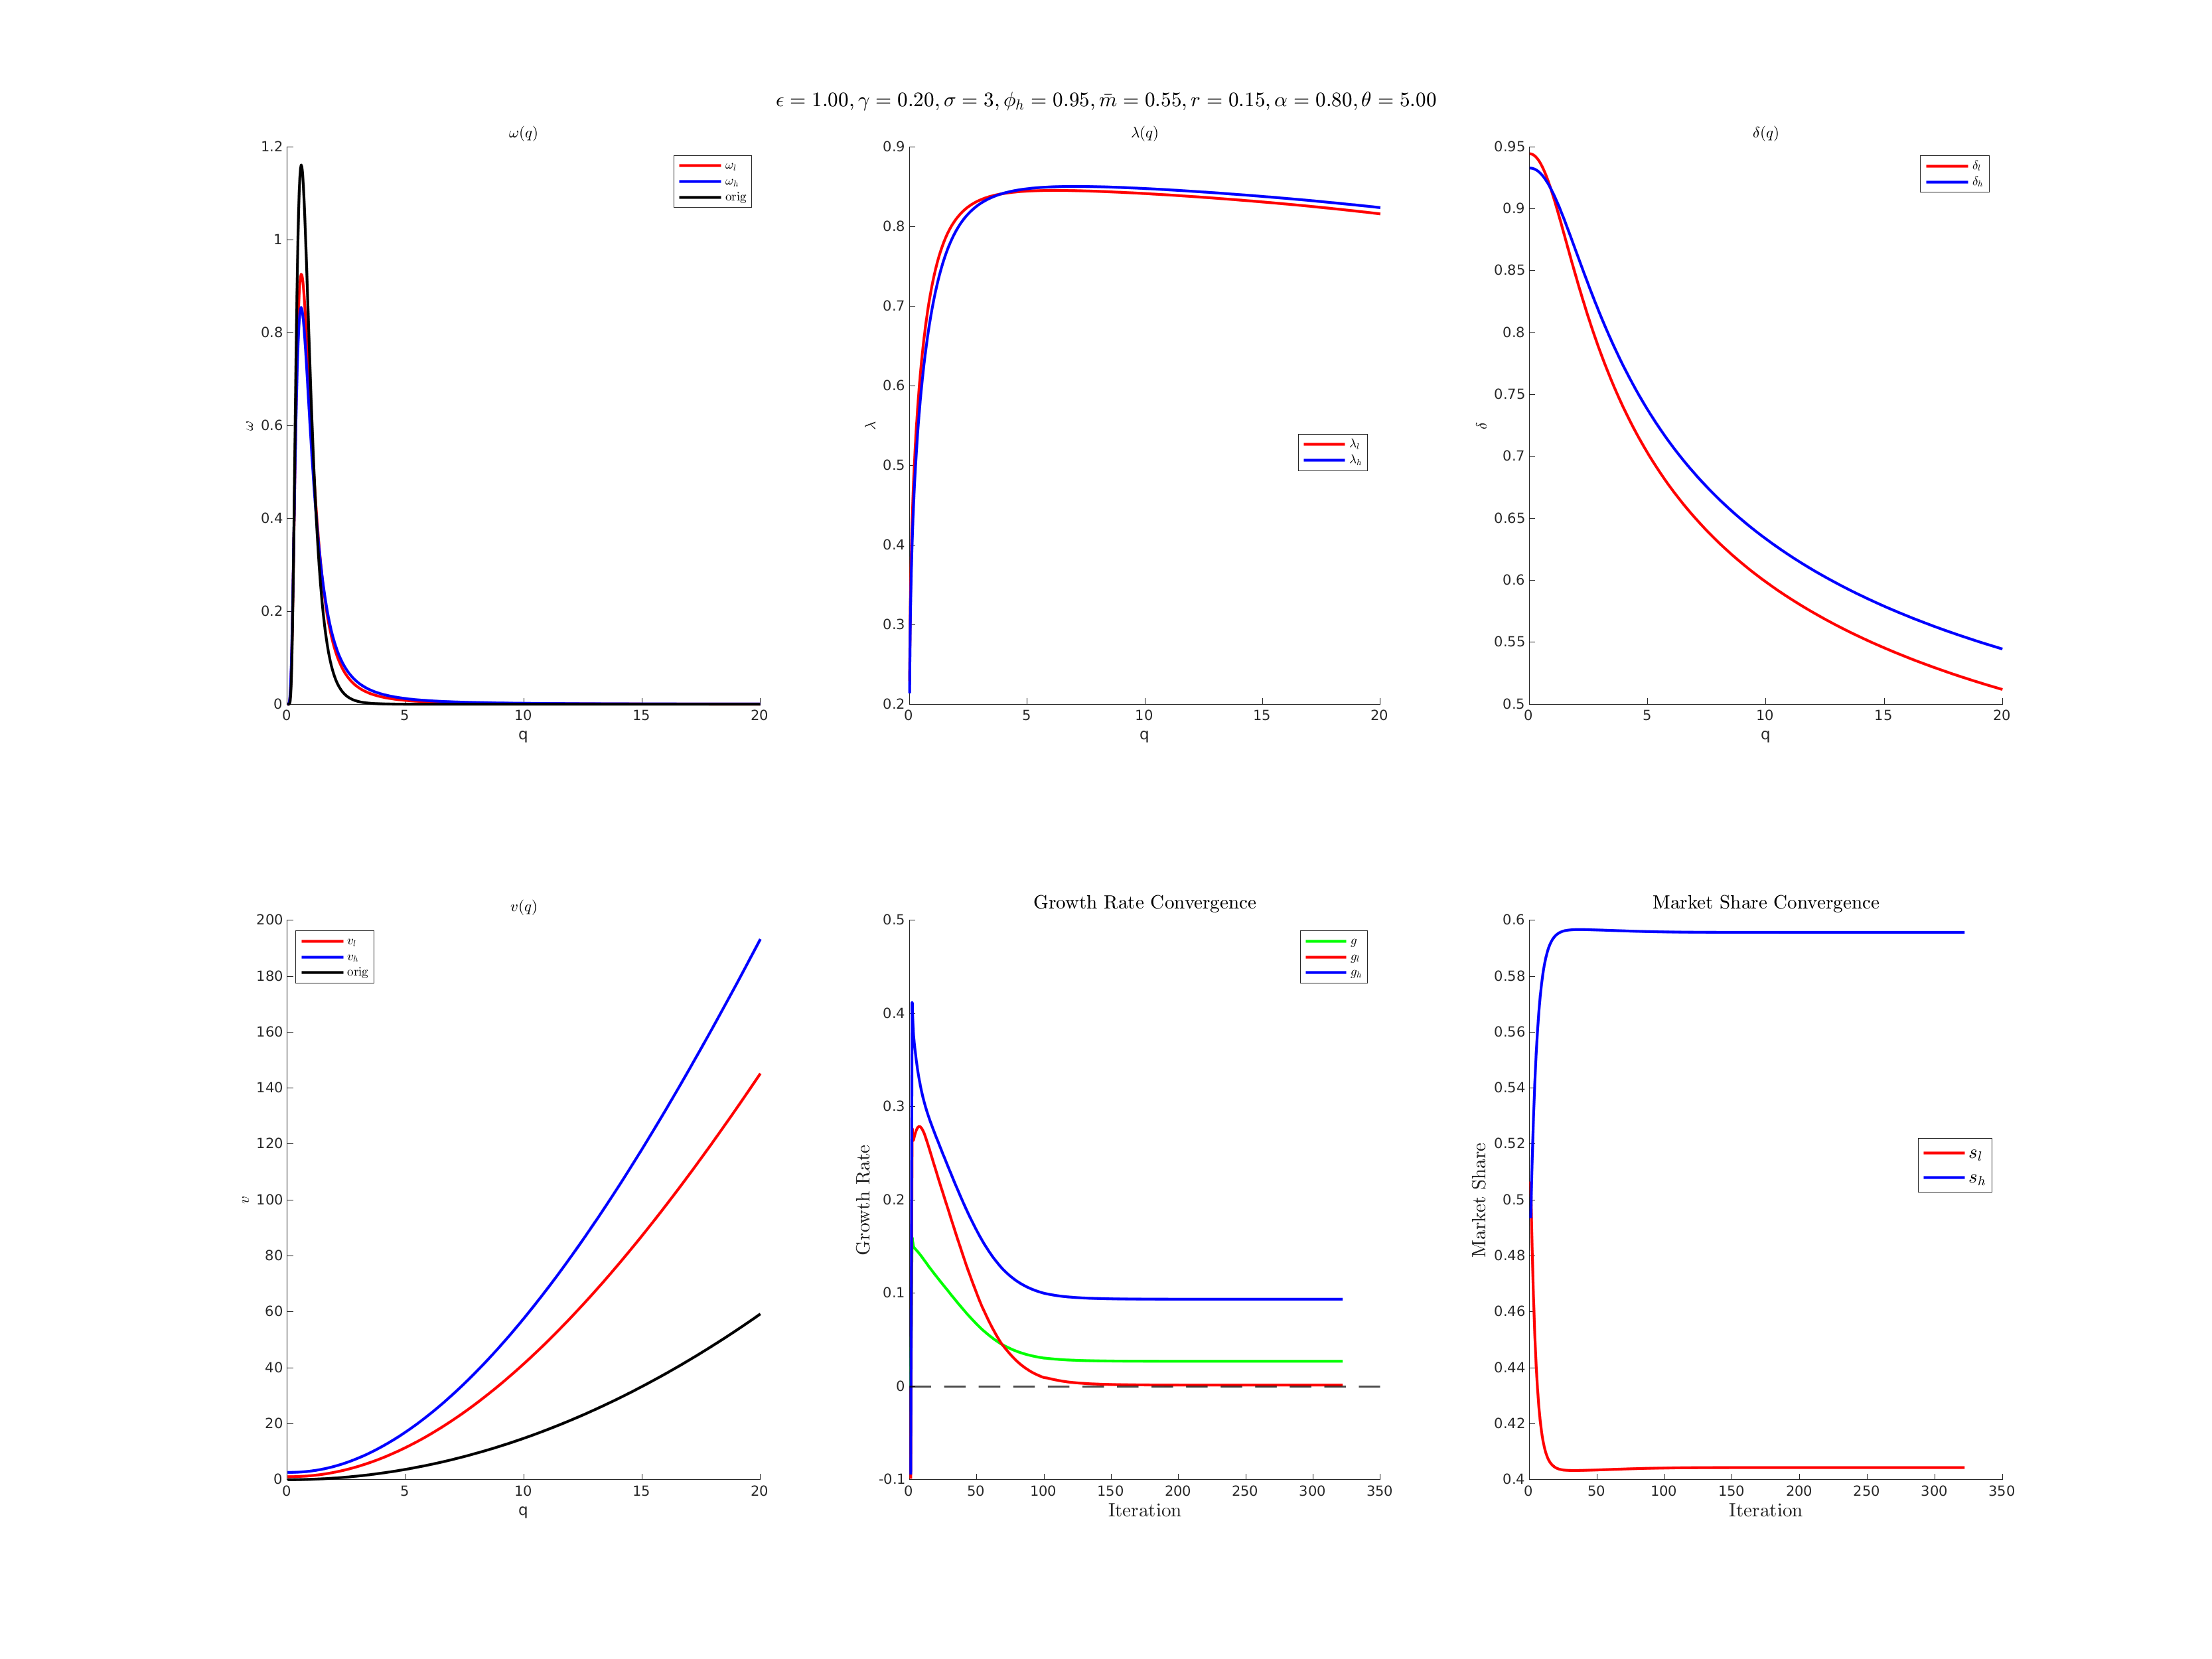 ϵ = 1.00, γ = 0.20, σ = 3, ϕ_h = 0.95, m̄ = 0.55, r = 0.15, α = 0.80, θ = 5.00
ω(q)
1.2
1
0.8
0.6
0.4
0.2
0
ω
0 5 10 15 20
q
ω_l
ω_h
orig
λ(q)
0.9
0.8
0.7
0.6
0.5
0.4
0.3
0.2
λ
0 5 10 15 20
q
λ_l
λ_h
δ(q)
0.95
0.9
0.85
0.8
0.75
0.7
0.65
0.6
0.55
0.5
δ
0 5 10 15 20
q
δ_l
δ_h
v(q)
200
180
160
140
120
100
80
60
40
20
0
v
0 5 10 15 20
q
v_l
v_h
orig
Growth Rate Convergence
0.5
0.4
0.3
0.2
0.1
0
-0.1
Growth Rate
0 50 100 150 200 250 300 350
Iteration
g
g_l
g_h
Market Share Convergence
0.6
0.58
0.56
0.54
0.52
0.5
0.48
0.46
0.44
0.42
0.4
Market Share
0 50 100 150 200 250 300 350
Iteration
s_l
s_h